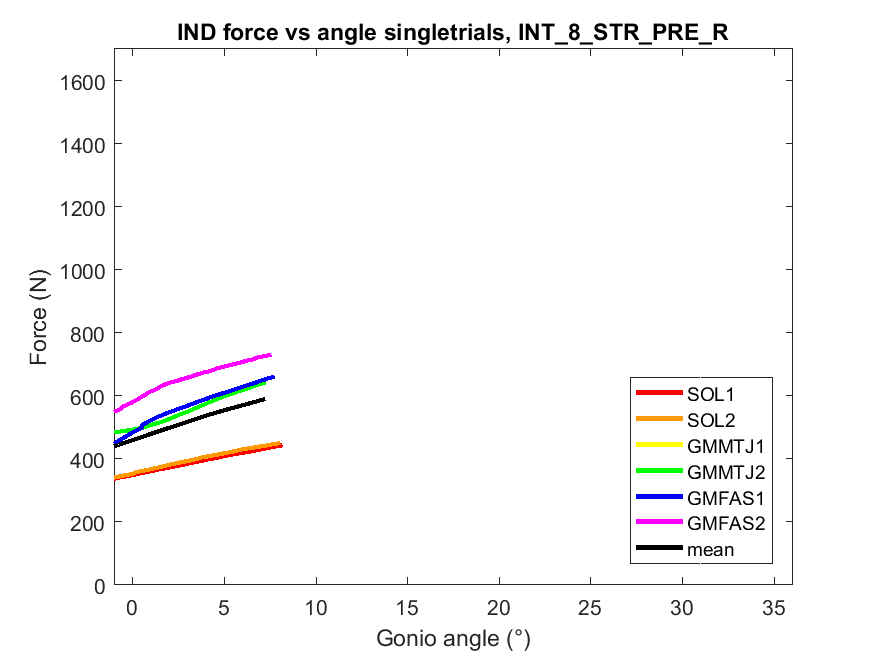 IND force vs angle singletrials, INT_8_STR_PRE_R
1600
1400
1200
1000
800
600
400
200
0
Force (N)
0 5 10 15 20 25 30 35
Gonio angle (°)
SOL1
SOL2
GMMTJ1
GMMTJ2
GMFAS1
GMFAS2
mean